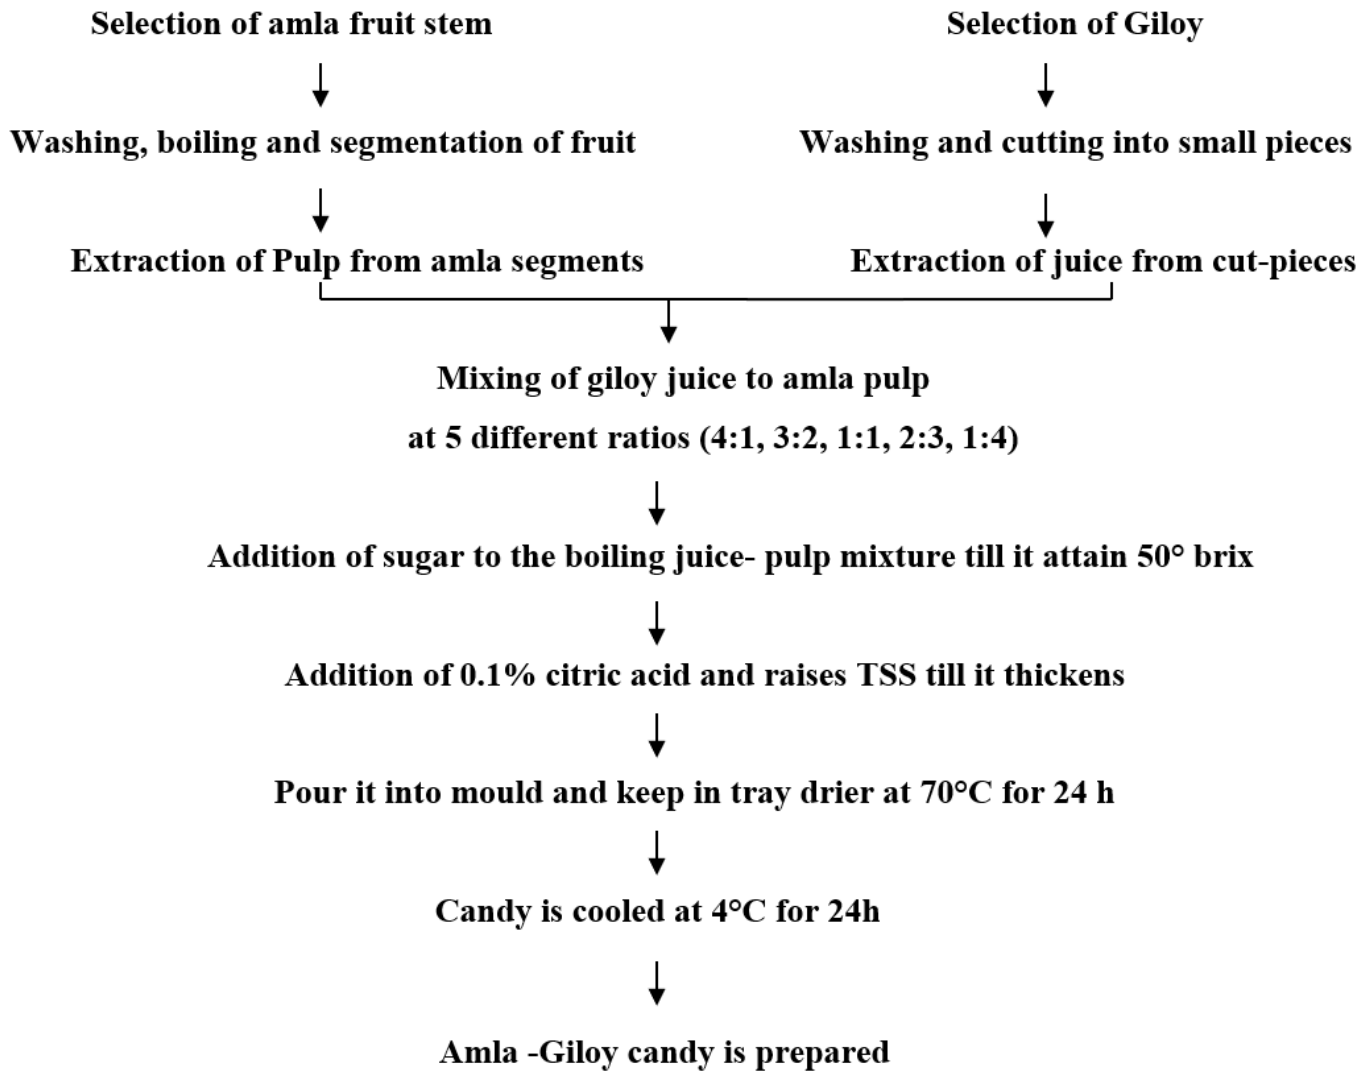 Selection of amla fruit stem
Selection of Giloy
Washing, boiling and segmentation of fruit
Washing and cutting into small pieces
Extraction of Pulp from amla segments
Extraction of juice from cut-pieces
Mixing of giloy juice to amla pulp
at 5 different ratios (4:1, 3:2, 1:1, 2:3, 1:4)
Addition of sugar to the boiling juice- pulp mixture till it attain 50° brix
Addition of 0.1% citric acid and raises TSS till it thickens
Pour it into mould and keep in tray drier at 70°C for 24 h
Candy is cooled at 4°C for 24h
Amla -Giloy candy is prepared